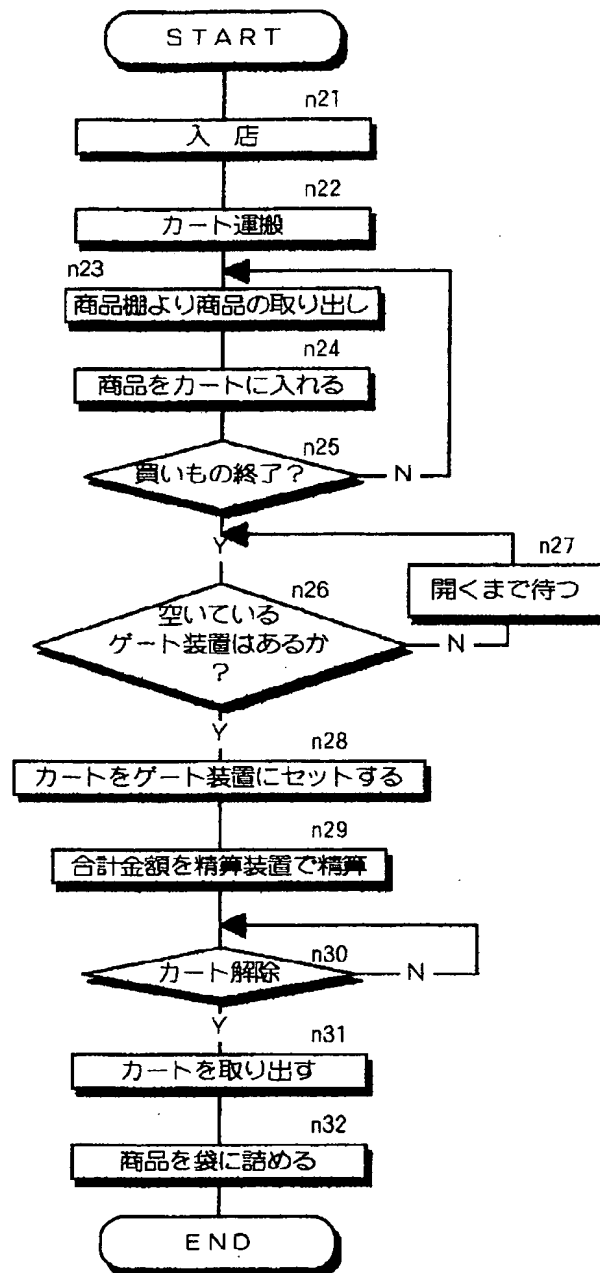 START
n21
入 店
n22
カート運搬
n23
商品棚より商品の取り出し
n24
商品をカートに入れる
n25
買いもの終了？
N
Y
n27
開くまで待つ
n26
空いている
ゲート装置はあるか
？
N
Y
n28
カートをゲート装置にセットする
n29
合計金額を精算装置で精算
n30
カート解除
N
Y
n31
カートを取り出す
n32
商品を袋に詰める
END